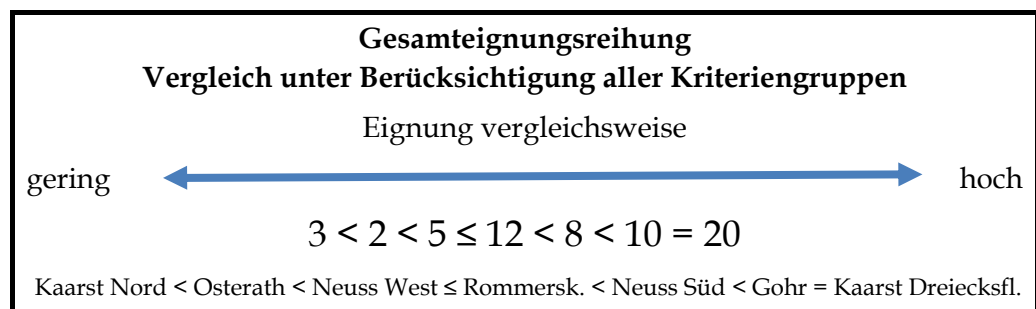 Gesamteignungsreihung
Vergleich unter Berücksichtigung aller Kriteriengruppen
Eignung vergleichsweise
gering hoch
3 < 2 < 5 ≤ 12 < 8 < 10 = 20
Kaarst Nord < Osterath < Neuss West ≤ Rommersk. < Neuss Süd < Gohr = Kaarst Dreiecksfl.